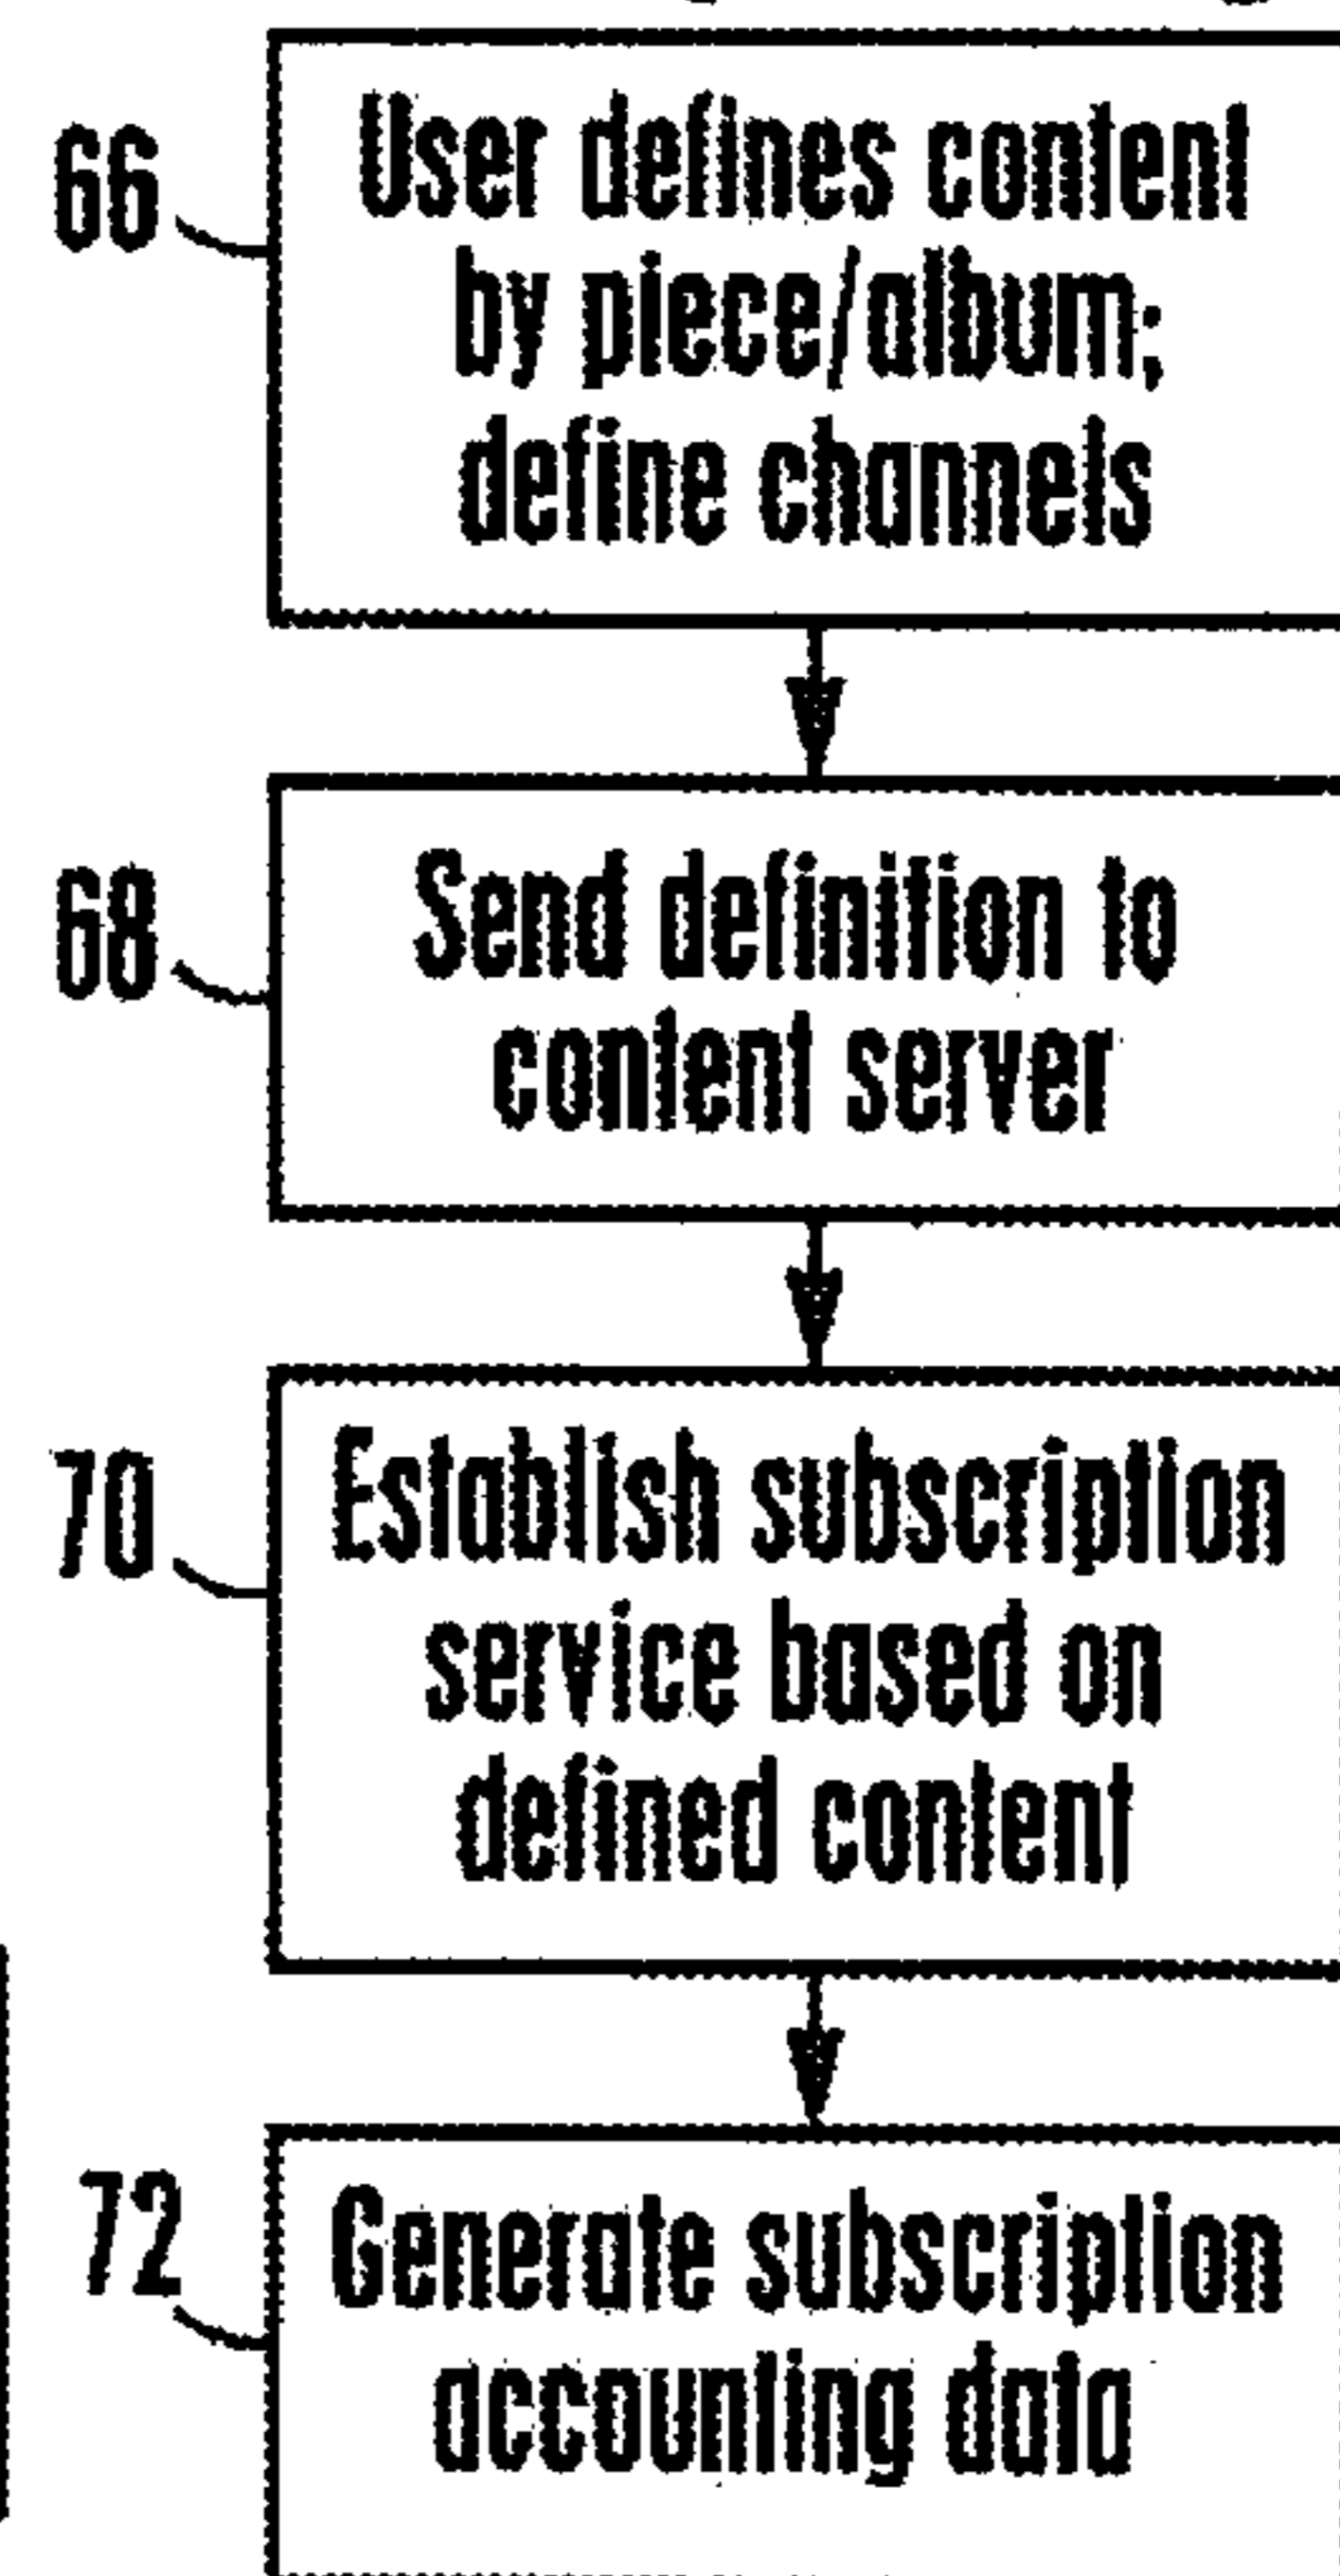 66
User defines content
by piece/album;
define channels
68
Send definition to
content server
70
Establish subscription
service based on
defined content
72
Generate subscription
accounting data